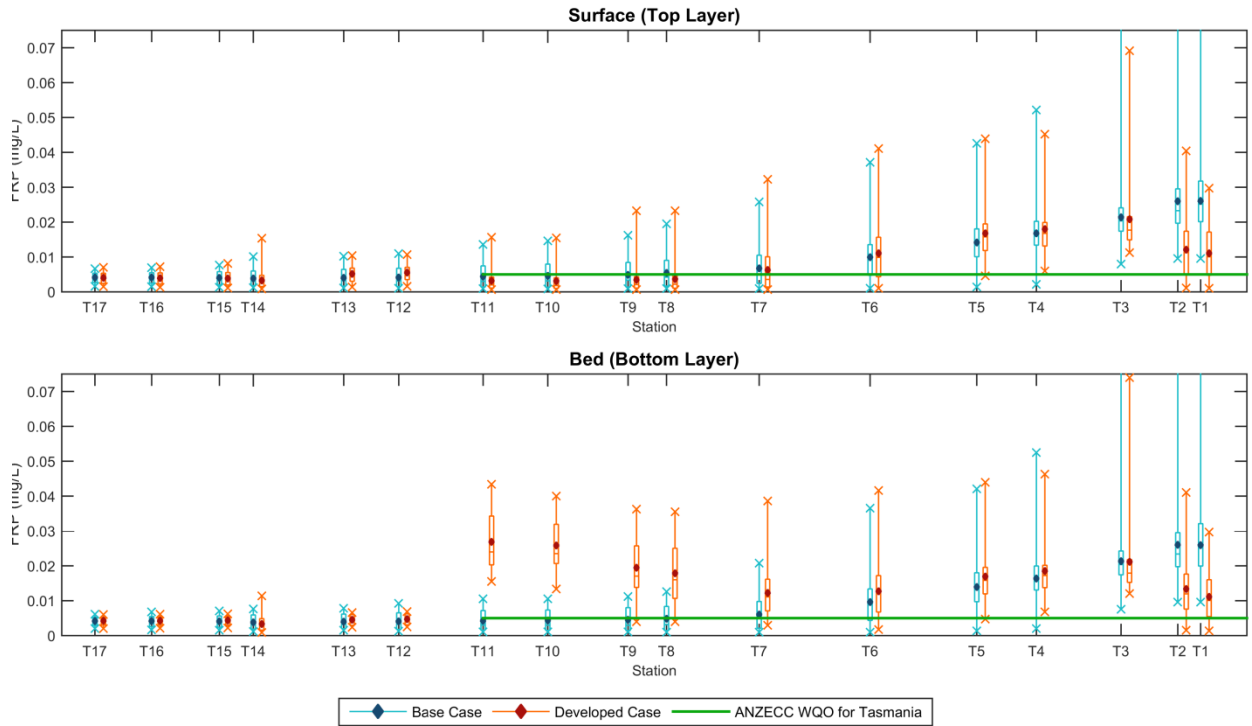 Surface (Top Layer)
0.07
0.06
0.05
0.04
0.03
0.02
0.01
0
FRP (mg/L)
T17 T16 T15 T14 T13 T12 T11 T10 T9 T8 T7 T6 T5 T4 T3 T2 T1
Station
Bed (Bottom Layer)
0.07
0.06
0.05
0.04
0.03
0.02
0.01
0
FRP (mg/L)
T17 T16 T15 T14 T13 T12 T11 T10 T9 T8 T7 T6 T5 T4 T3 T2 T1
Station
Base Case Developed Case ANZECC WQO for Tasmania